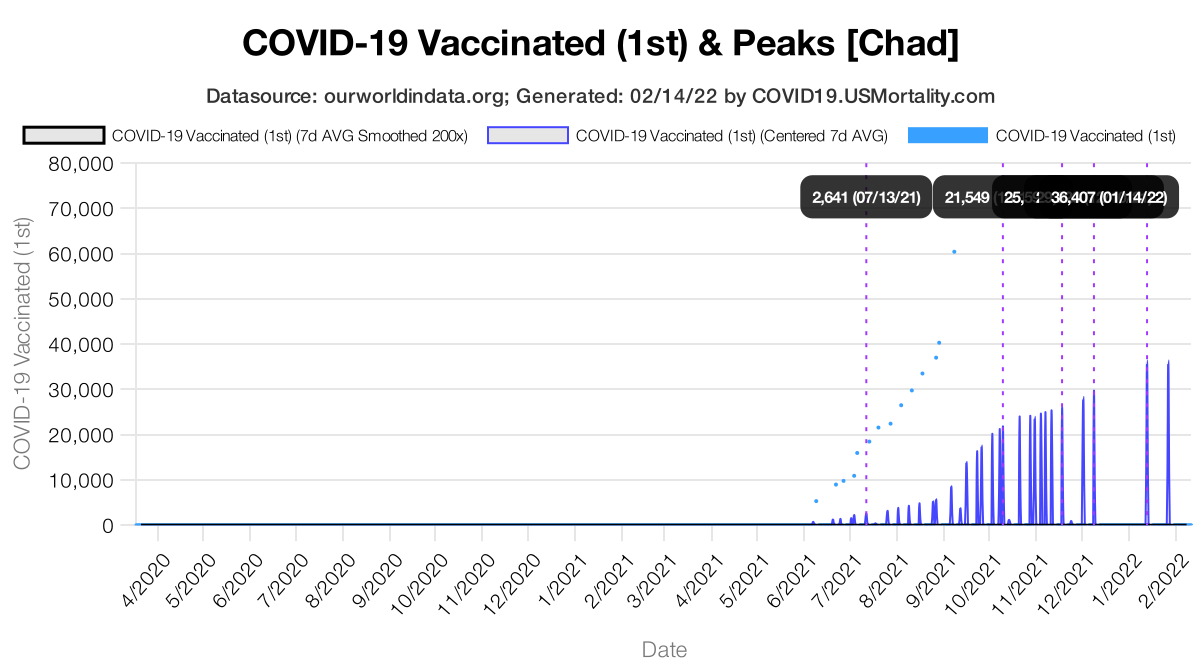 COVID-19 Vaccinated (1st) & Peaks [Chad]
Datasource: ourworldindata.org; Generated: 02/14/22 by COVID19.USMortality.com
COVID-19 Vaccinated (1st) (7d AVG Smoothed 200x) COVID-19 Vaccinated (1st) (Centered 7d AVG) COVID-19 Vaccinated (1st)
COVID-19 Vaccinated (1st)
80,000
70,000
60,000
50,000
40,000
30,000
20,000
10,000
0
2,641 (07/13/21) 21,549 25, 36,407 (01/14/22)
4/2020 5/2020 6/2020 7/2020 8/2020 9/2020 10/2020 11/2020 12/2020 1/2021 2/2021 3/2021 4/2021 5/2021 6/2021 7/2021 8/2021 9/2021 10/2021 11/2021 12/2021 1/2022 2/2022
Date